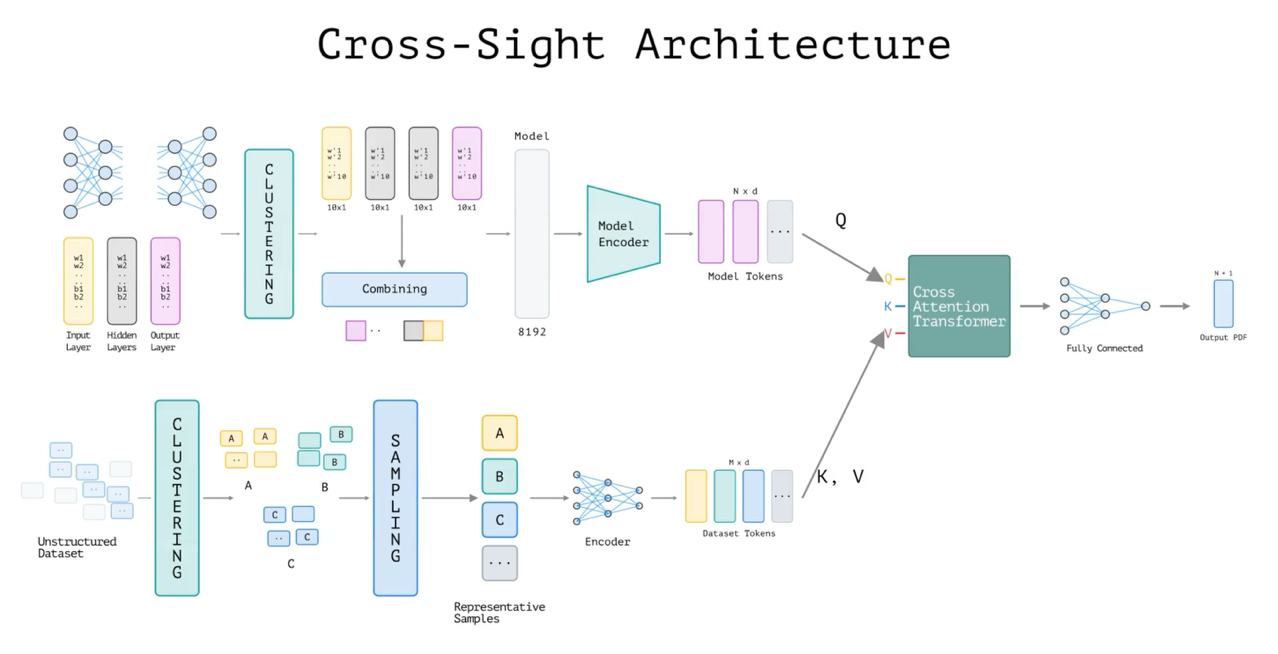 Cross-Sight Architecture
w1
w2
..
..
b1
b2
..
w1
w2
..
..
b1
b2
..
w1
w2
..
..
b1
b2
..
Input
Layer
Hidden
Layers
Output
Layer
CLUSTERING
w'1
w'2
..
..
w'10
10x1
w'1
w'2
..
..
w'10
10x1
w'1
w'2
..
..
w'10
10x1
w'1
w'2
..
..
w'10
10x1
Combining
..
Model
8192
Model
Encoder
N x d
...
Model Tokens
Q
Q
K
V
Cross
Attention
Transformer
Fully Connected
N * 1
Output PDF
..
..
..
..
..
..
Unstructured
Dataset
CLUSTERING
A
A
..
A
B
B
B
C
..
C
C
SAMPLING
A
B
C
...
Representative
Samples
Encoder
M x d
...
Dataset Tokens
K, V